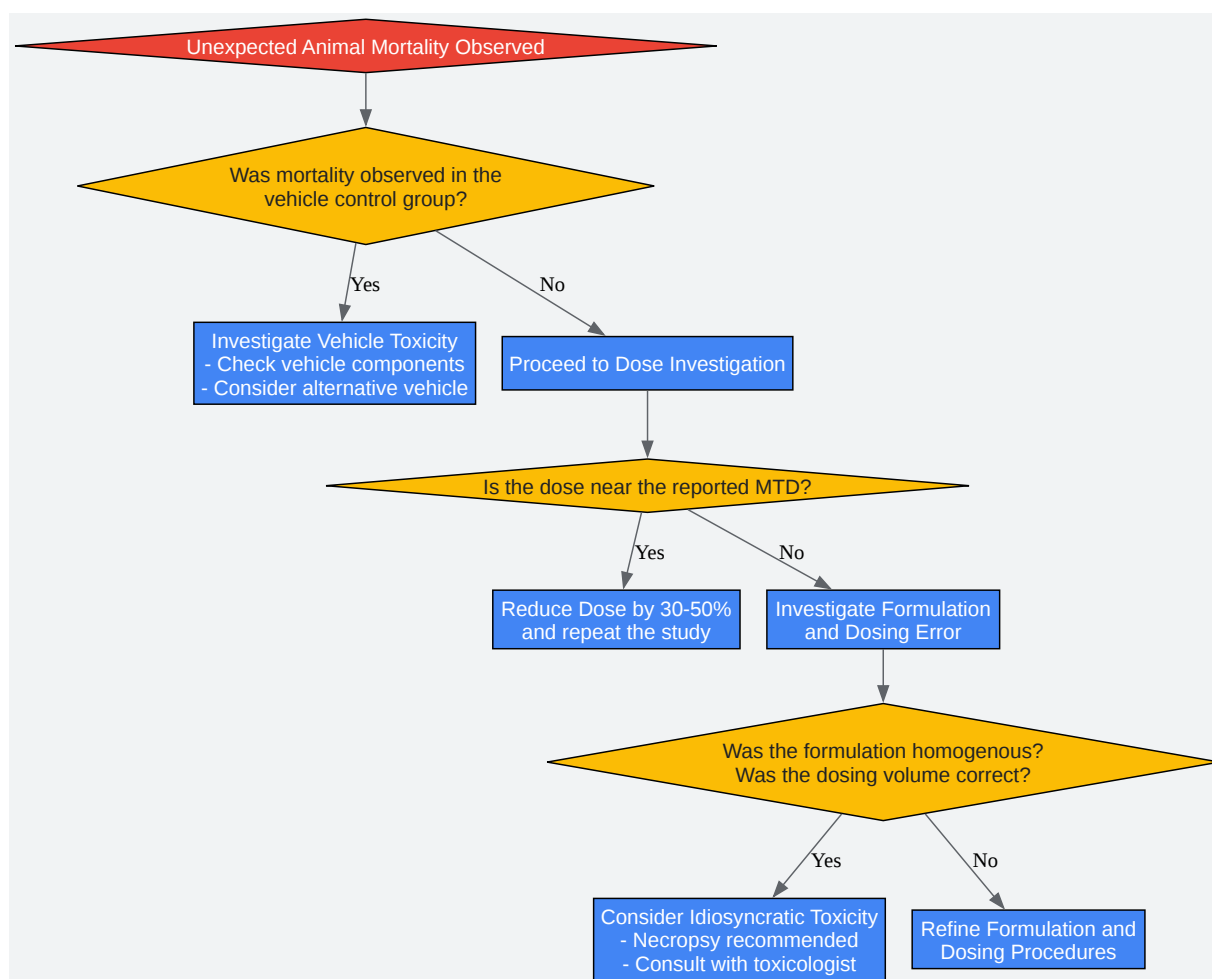 Unexpected Animal Mortality Observed
Was mortality observed in the
vehicle control group?
Yes
No
Investigate Vehicle Toxicity
- Check vehicle components
- Consider alternative vehicle
Proceed to Dose Investigation
Is the dose near the reported MTD?
Yes
No
Reduce Dose by 30-50%
and repeat the study
Investigate Formulation
and Dosing Error
Was the formulation homogenous?
Was the dosing volume correct?
Yes
No
Consider Idiosyncratic Toxicity
- Necropsy recommended
- Consult with toxicologist
Refine Formulation and
Dosing Procedures